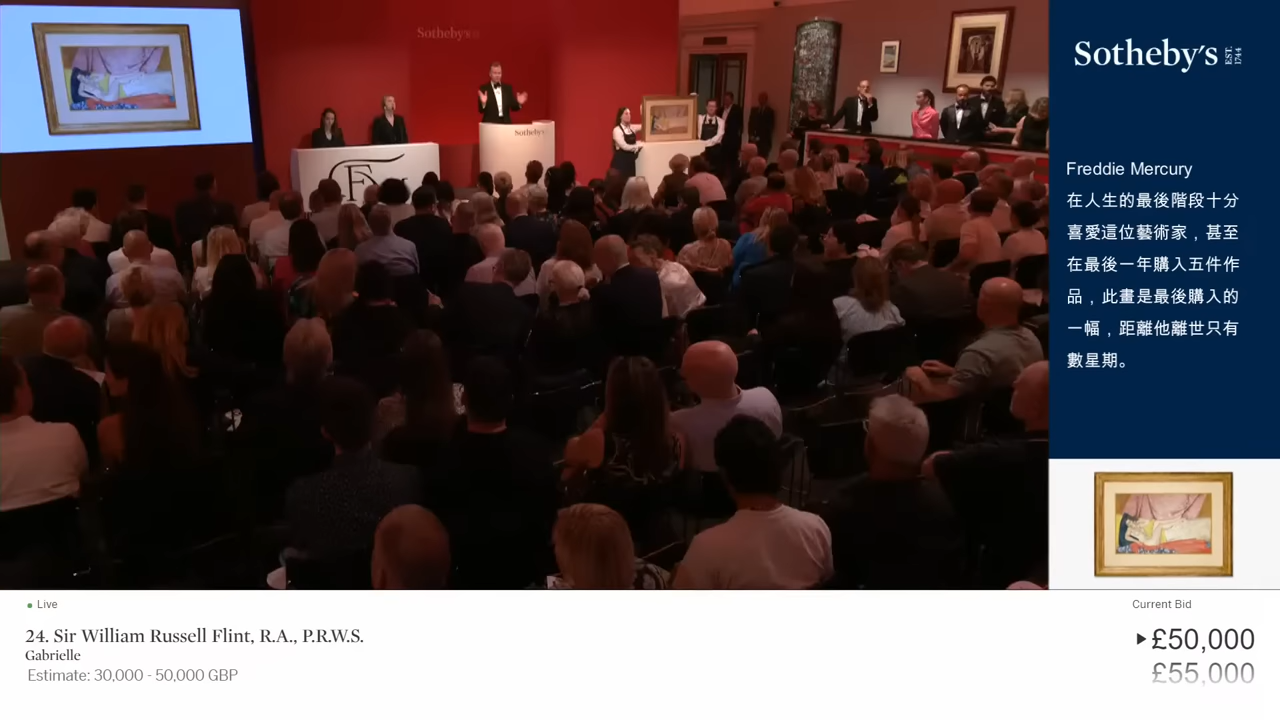 Sotheby's
Sotheby's
Sotheby's EST. 1744
Freddie Mercury
在人生的最後階段十分
喜愛這位藝術家，甚至
在最後一年購入五件作
品，此畫是最後購入的
一幅，距離他離世只有
數星期。
Live
24. Sir William Russell Flint, R.A., P.R.W.S.
Gabrielle
Estimate: 30,000 - 50,000 GBP
Current Bid
£50,000
£55,000